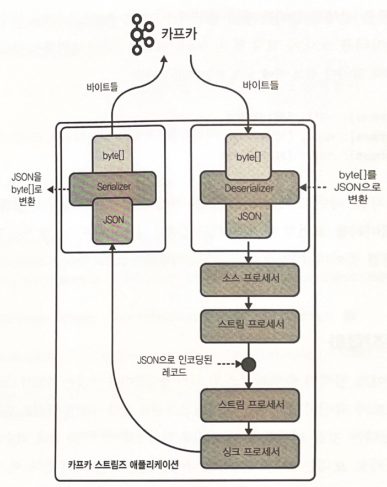 카프카
바이트들
바이트들
byte[]
Serializer
JSON
JSON을
byte[]로
변환
byte[]
Deserializer
JSON
byte[]를
JSON으로
변환
소스 프로세서
스트림 프로세서
JSON으로 인코딩된
레코드
스트림 프로세서
싱크 프로세서
카프카 스트림즈 애플리케이션